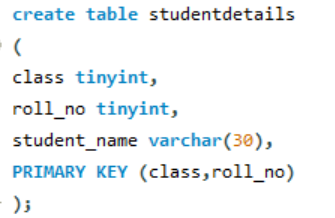 create table studentdetails
(
class tinyint,
roll_no tinyint,
student_name varchar(30),
PRIMARY KEY (class,roll_no)
);